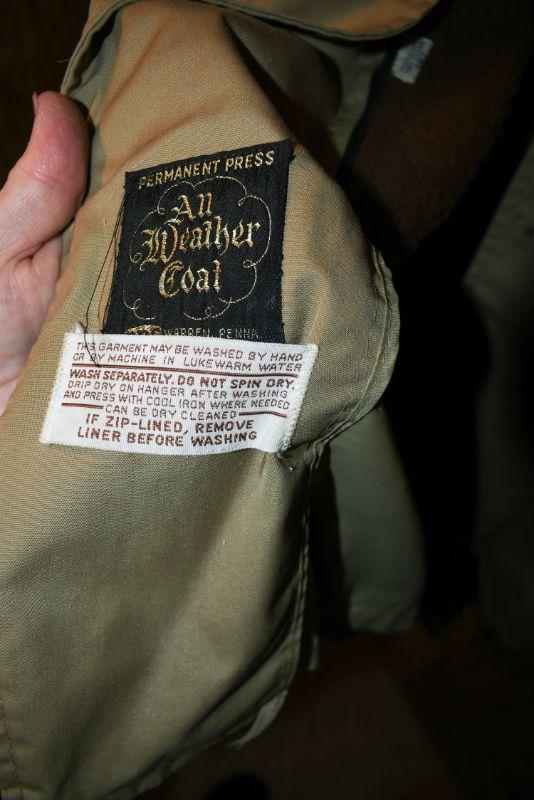 PERMANENT PRESS
All
Weather
Coat
WARREN, PENNA.
THIS GARMENT MAY BE WASHED BY HAND
OR BY MACHINE IN LUKEWARM WATER
WASH SEPARATELY. DO NOT SPIN DRY.
DRIP DRY ON HANGER AFTER WASHING
AND PRESS WITH COOL IRON WHERE NEEDED
CAN BE DRY CLEANED
IF ZIP-LINED, REMOVE
LINER BEFORE WASHING